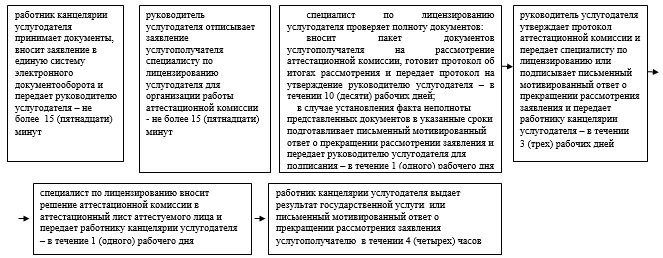 работник канцелярии
услугодателя
принимает документы,
вносит заявление в
единую систему
электронного
документооборота и
передает руководителю
услугодателя – не
более  15 (пятнадцати)
минут
руководитель
услугодателя отписывает
заявление
услугополучателя
специалисту по
лицензированию
услугодателя для
организации работы
аттестационной комиссии
- не более 15 (пятнадцати)
минут
специалист по лицензированию
услугодателя проверяет полноту документов:
вносит пакет документов
услугополучателя на рассмотрение
аттестационной комиссии, готовит протокол об
итогах рассмотрения и передает протокол на
утверждение руководителю услугодателя – в
течении 10 (десяти) рабочих дней;
в случае установления факта неполноты
представленных документов в указанные сроки
подготавливает письменный мотивированный
ответ о прекращении рассмотрении заявления и
передает руководителю услугодателя для
подписания – в течение 1 (одного) рабочего дня
руководитель услугодателя
утверждает протокол
аттестационной комиссии и
передает специалисту по
лицензированию или
подписывает письменный
мотивированный ответ о
прекращении рассмотрения
заявления и передает
работнику канцелярии
услугодателя – в течении
3 (трех) рабочих дней
специалист по лицензированию вносит
решение аттестационной комиссии в
аттестационный лист аттестуемого лица и
передает работнику канцелярии услугодателя
– в течение 1 (одного) рабочего дня
работник канцелярии услугодателя выдает
результат государственной услуги  или
письменный мотивированный ответ о
прекращении рассмотрения заявления
услугополучателю  в течении 4 (четырех) часов